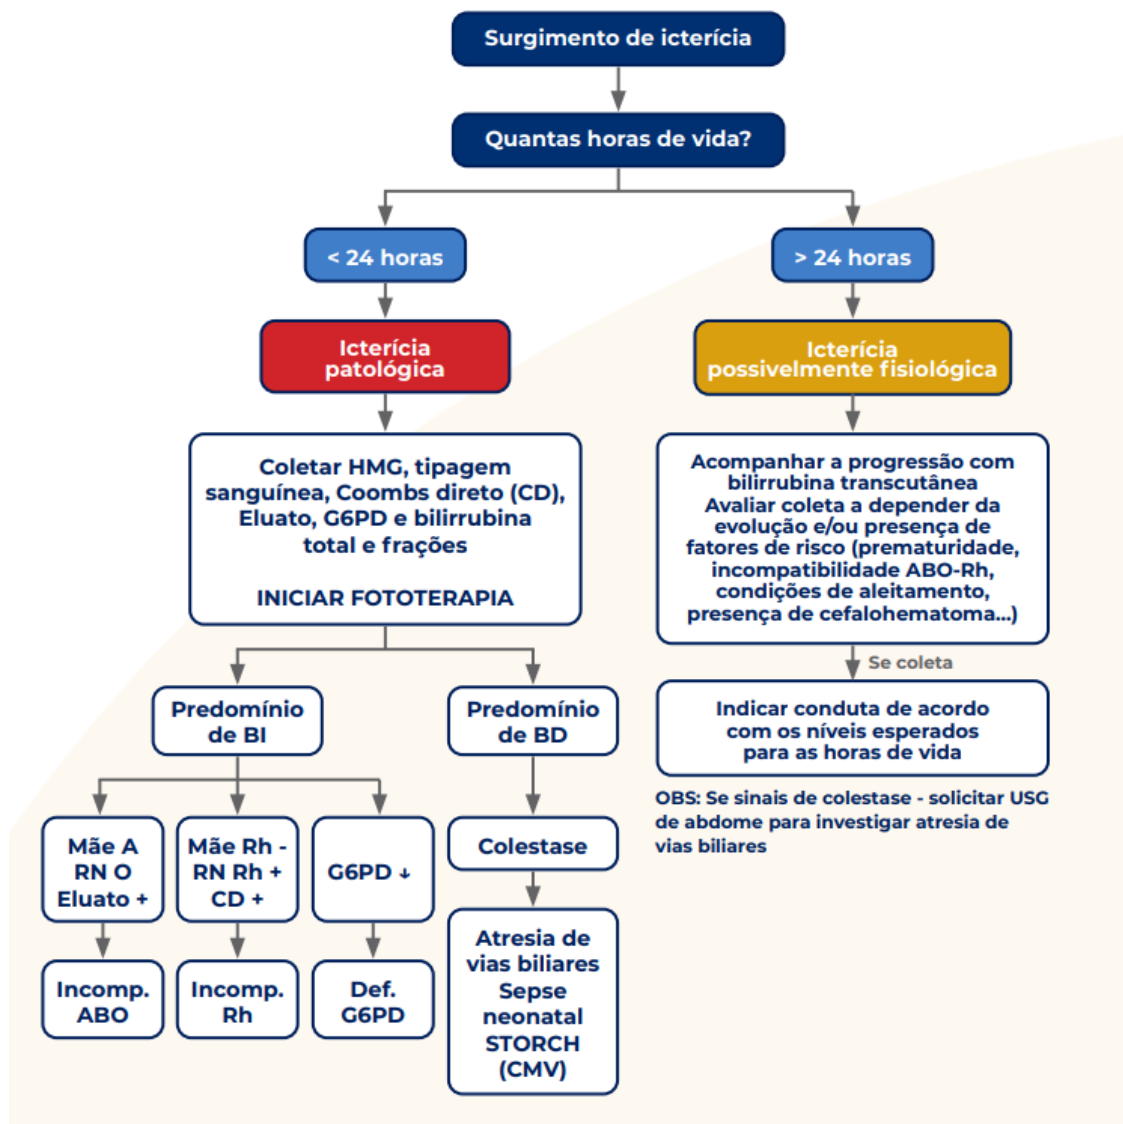 Surgimento de icterícia
Quantas horas de vida?
< 24 horas
> 24 horas
Icterícia
patológica
Icterícia
possivelmente fisiológica
Coletar HMG, tipagem
sanguínea, Coombs direto (CD),
Eluato, G6PD e bilirrubina
total e frações
INICIAR FOTOTERAPIA
Acompanhar a progressão com
bilirrubina transcutânea
Avaliar coleta a depender da
evolução e/ou presença de
fatores de risco (prematuridade,
incompatibilidade ABO-Rh,
condições de aleitamento,
presença de cefalohematoma...)
Se coleta
Indicar conduta de acordo
com os níveis esperados
para as horas de vida
OBS: Se sinais de colestase - solicitar USG
de abdome para investigar atresia de
vias biliares
Predomínio
de BI
Predomínio
de BD
Mãe A
RN O
Eluato +
Mãe Rh -
RN Rh +
CD +
G6PD ↓
Colestase
Incomp.
ABO
Incomp.
Rh
Def.
G6PD
Atresia de
vias biliares
Sepse
neonatal
STORCH
(CMV)